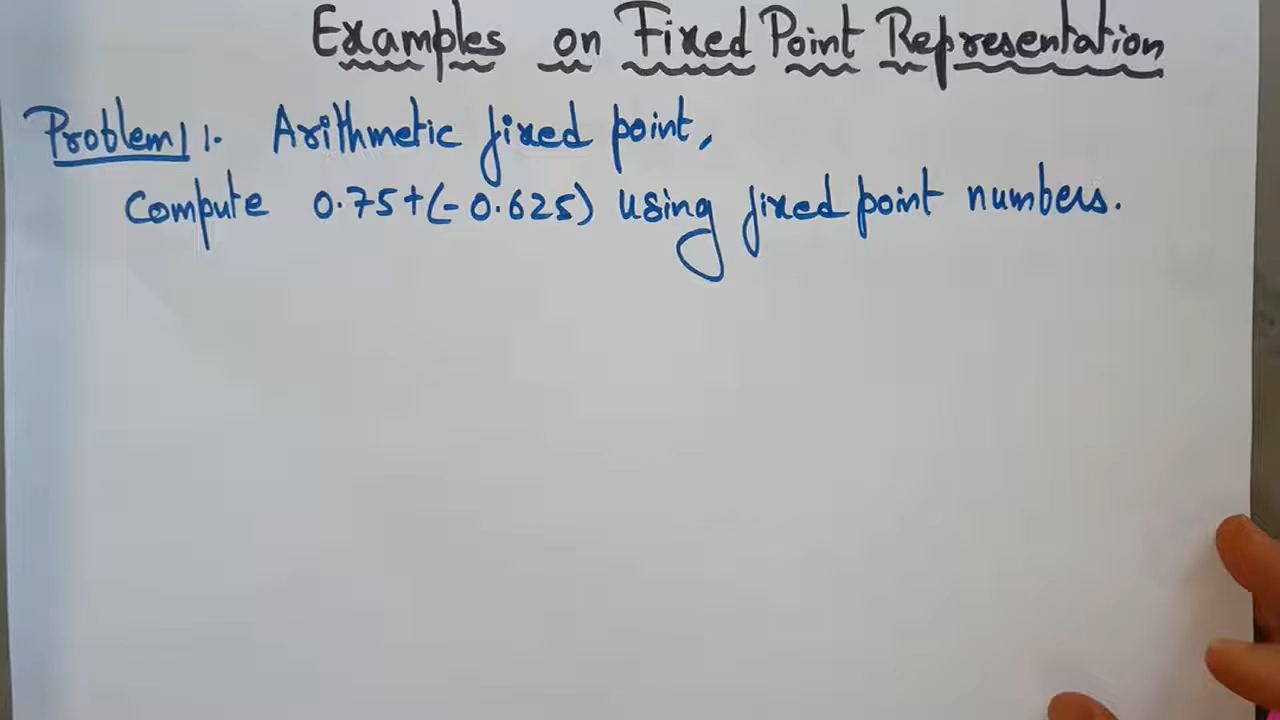 Examples on Fixed Point Representation
Problem 1. Arithmetic fixed point,
Compute 0.75+(-0.625) using fixed point numbers.